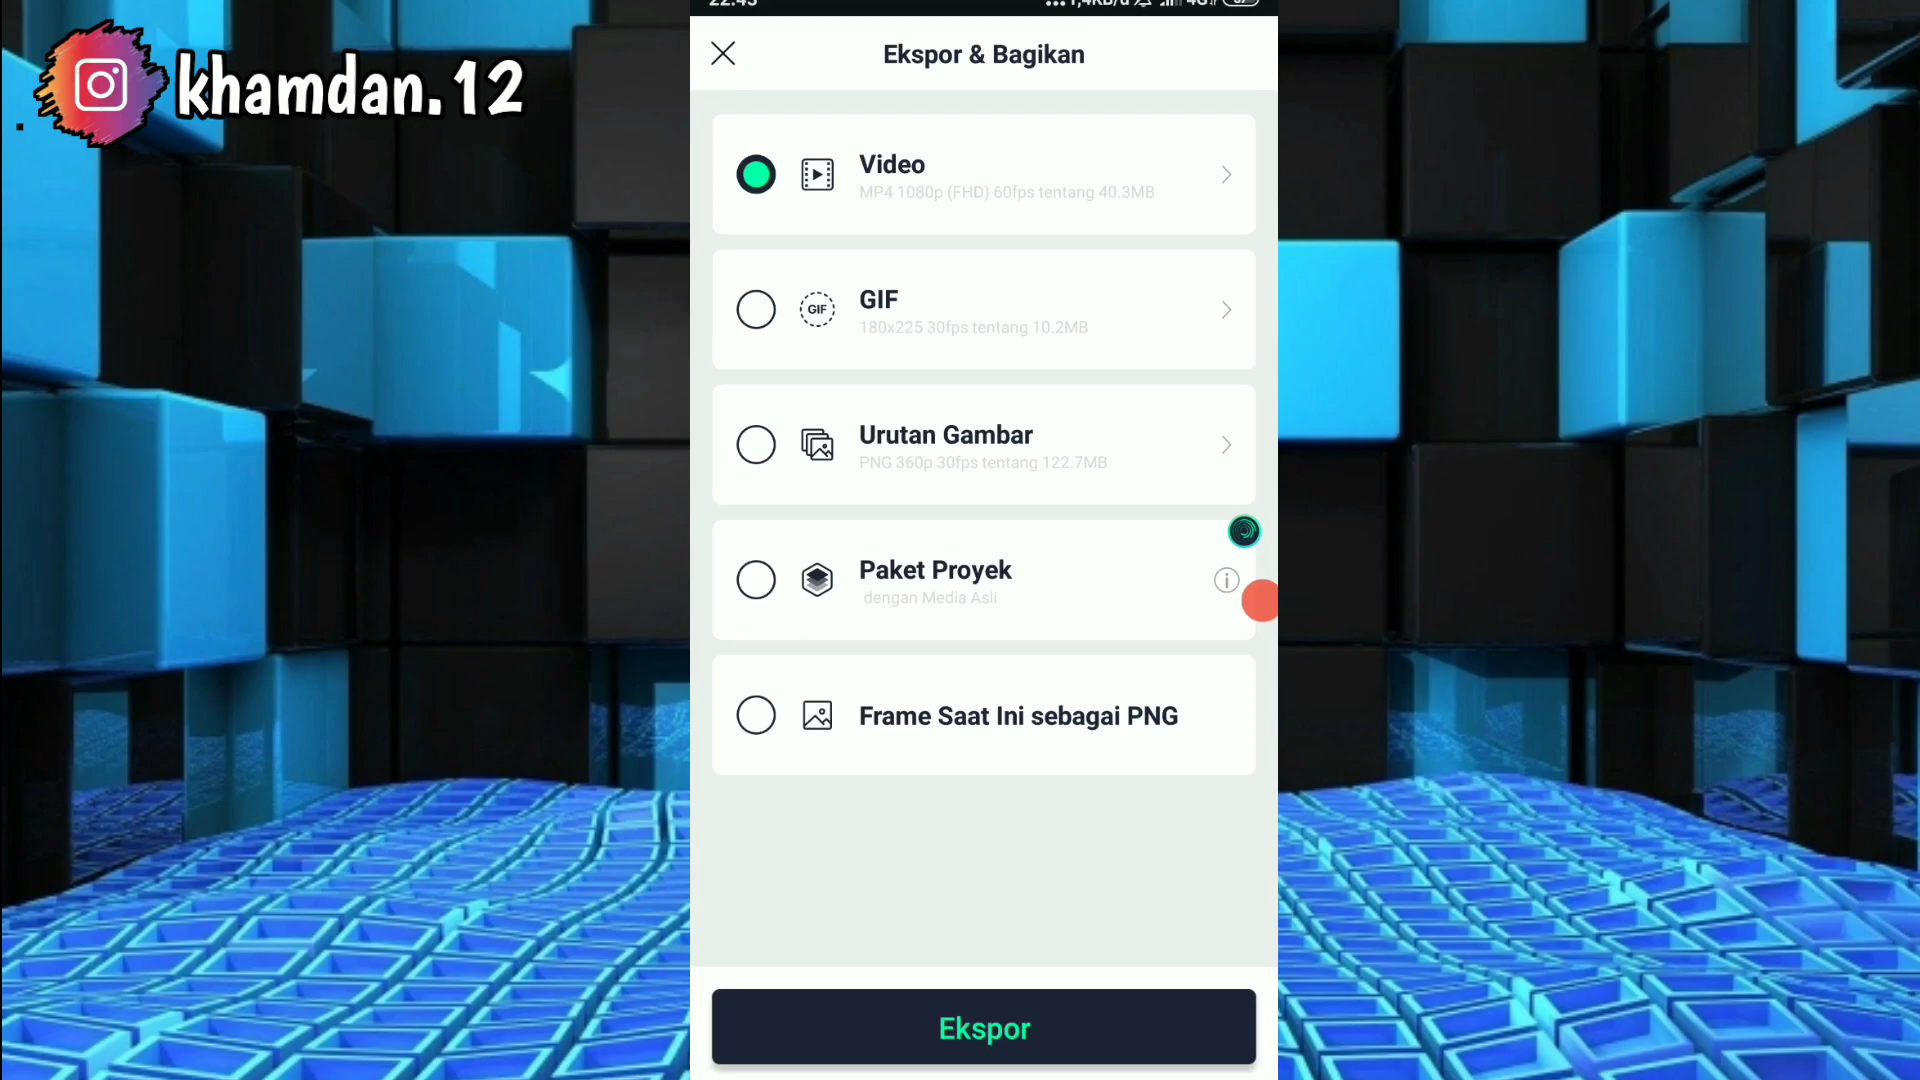 khamdan.12
Ekspor & Bagikan
Video
MP4 1080p (FHD) 60fps tentang 40.3MB
GIF
GIF
180x225 30fps tentang 10.2MB
Urutan Gambar
PNG 360p 30fps tentang 122.7MB
Paket Proyek
dengan Media Asli
Frame Saat Ini sebagai PNG
Ekspor